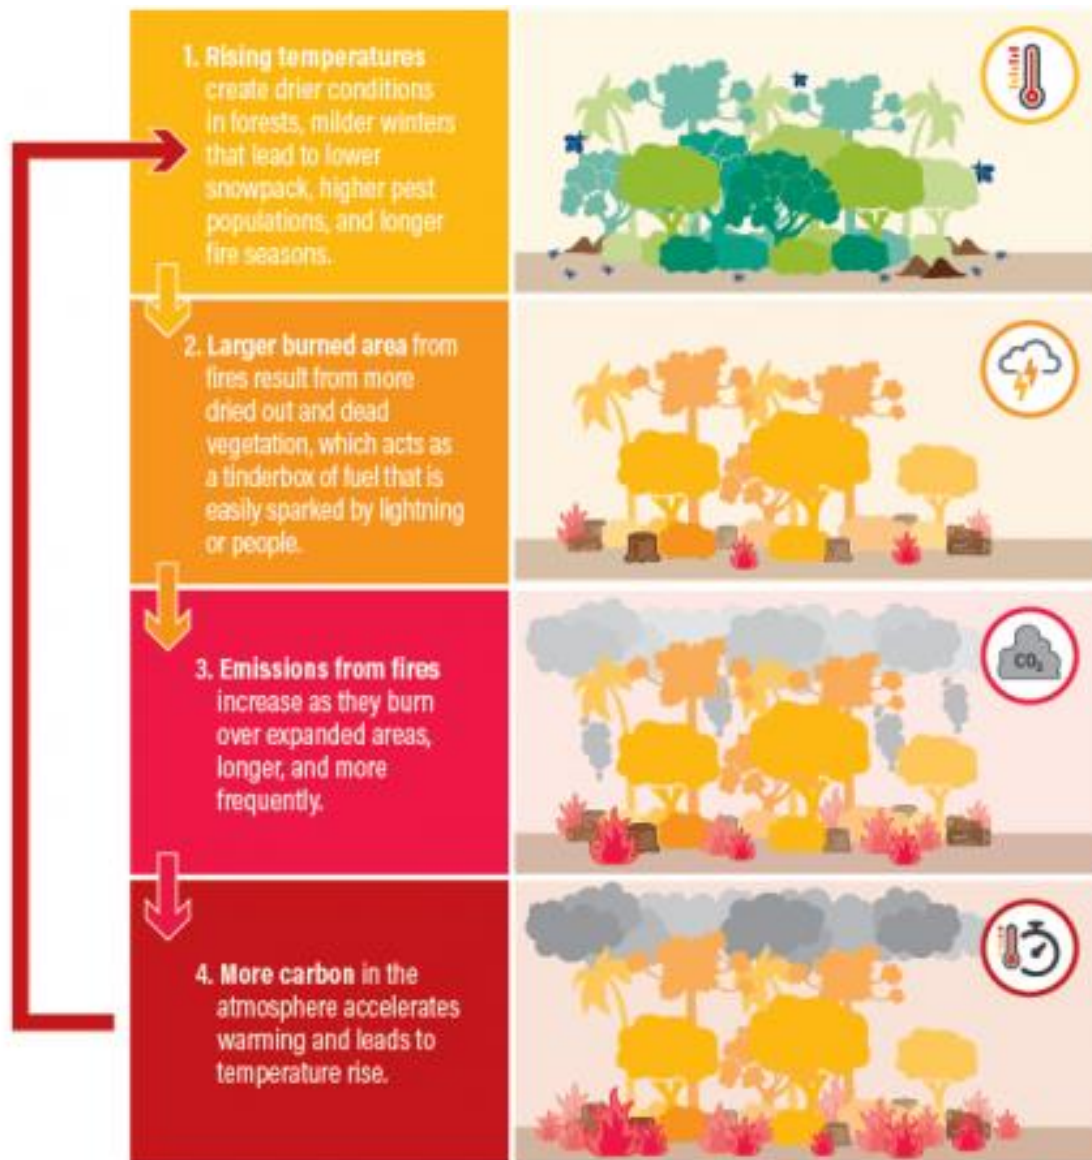 1. Rising temperatures
create drier conditions
in forests, milder winters
that lead to lower
snowpack, higher pest
populations, and longer
fire seasons.
2. Larger burned area from
fires result from more
dried out and dead
vegetation, which acts as
a tinderbox of fuel that is
easily sparked by lightning
or people.
3. Emissions from fires
increase as they burn
over expanded areas,
longer, and more
frequently.
CO₂
4. More carbon in the
atmosphere accelerates
warming and leads to
temperature rise.